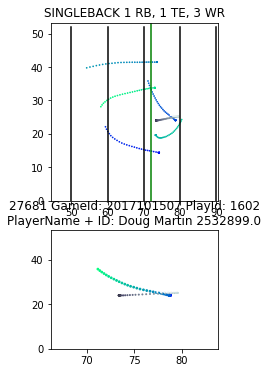 SINGLEBACK 1 RB, 1 TE, 3 WR
50
40
30
20
10
0
50 60 70 80 90
27681 GameId: 2017101507 PlayId: 1602
PlayerName + ID: Doug Martin 2532899.0
40
20
0
70 75 80